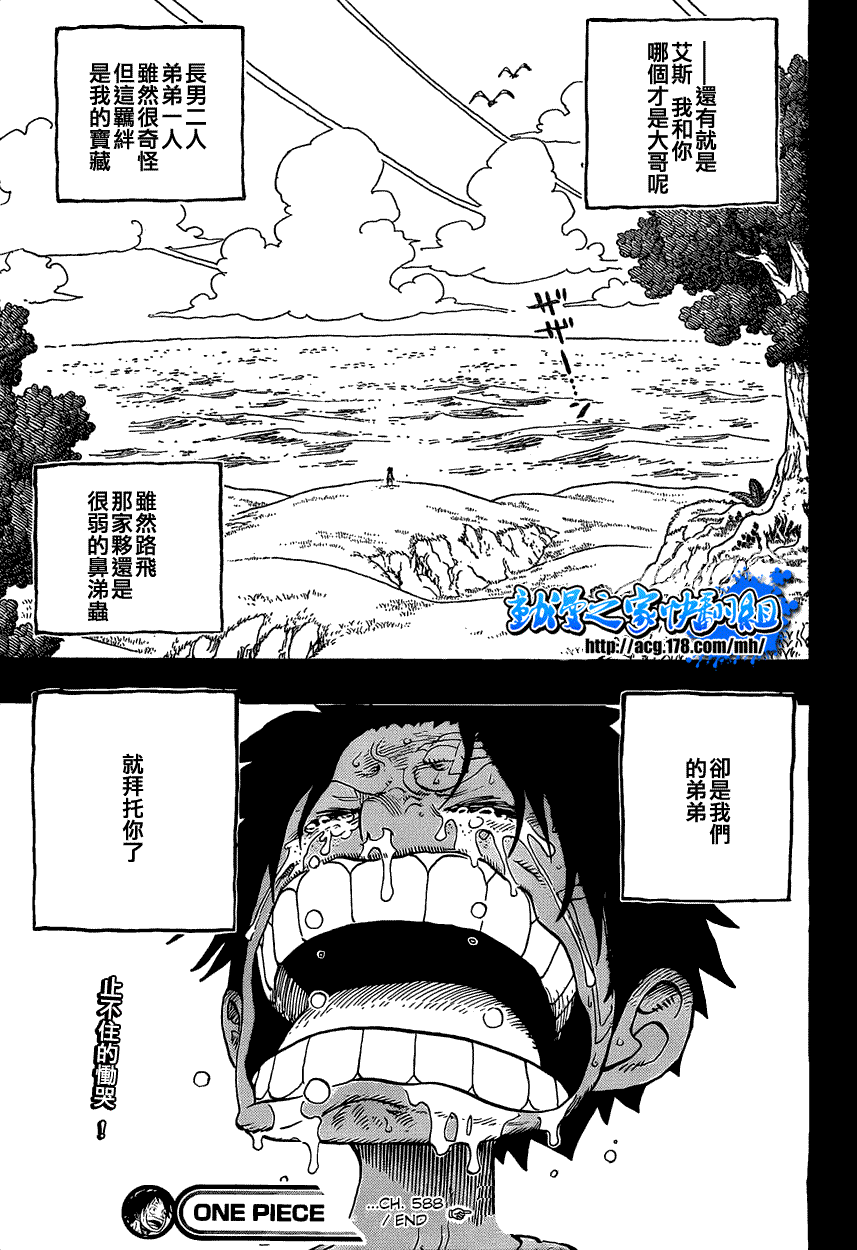 ——還有就是
艾斯 我和你
哪個才是大哥呢
長男二人
弟弟一人
雖然很奇怪
但這羈絆
是我的寶藏
ザザー…
雖然路飛
那家夥還是
很弱的鼻涕蟲
動漫之家快翻組
http://acg.178.com/mh/
卻是我們
的弟弟
就拜托你了
止不住的慟哭！
ONE PIECE
...CH. 588
/ END